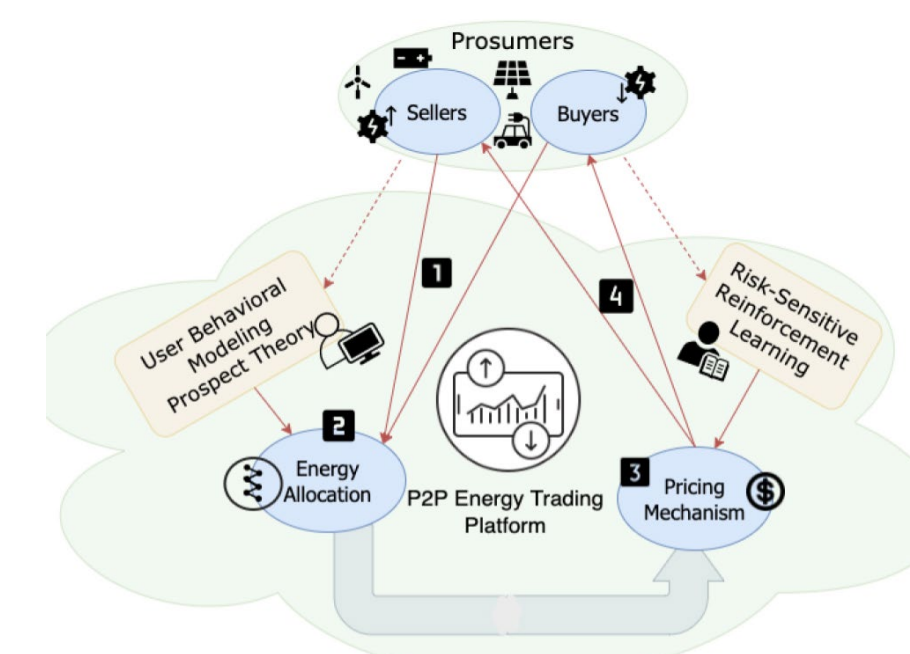 Prosumers
Sellers
Buyers
1
4
User Behavioral
Modeling
Prospect Theory
Risk-Sensitive
Reinforcement
Learning
2
Energy
Allocation
P2P Energy Trading
Platform
3
Pricing
Mechanism
$